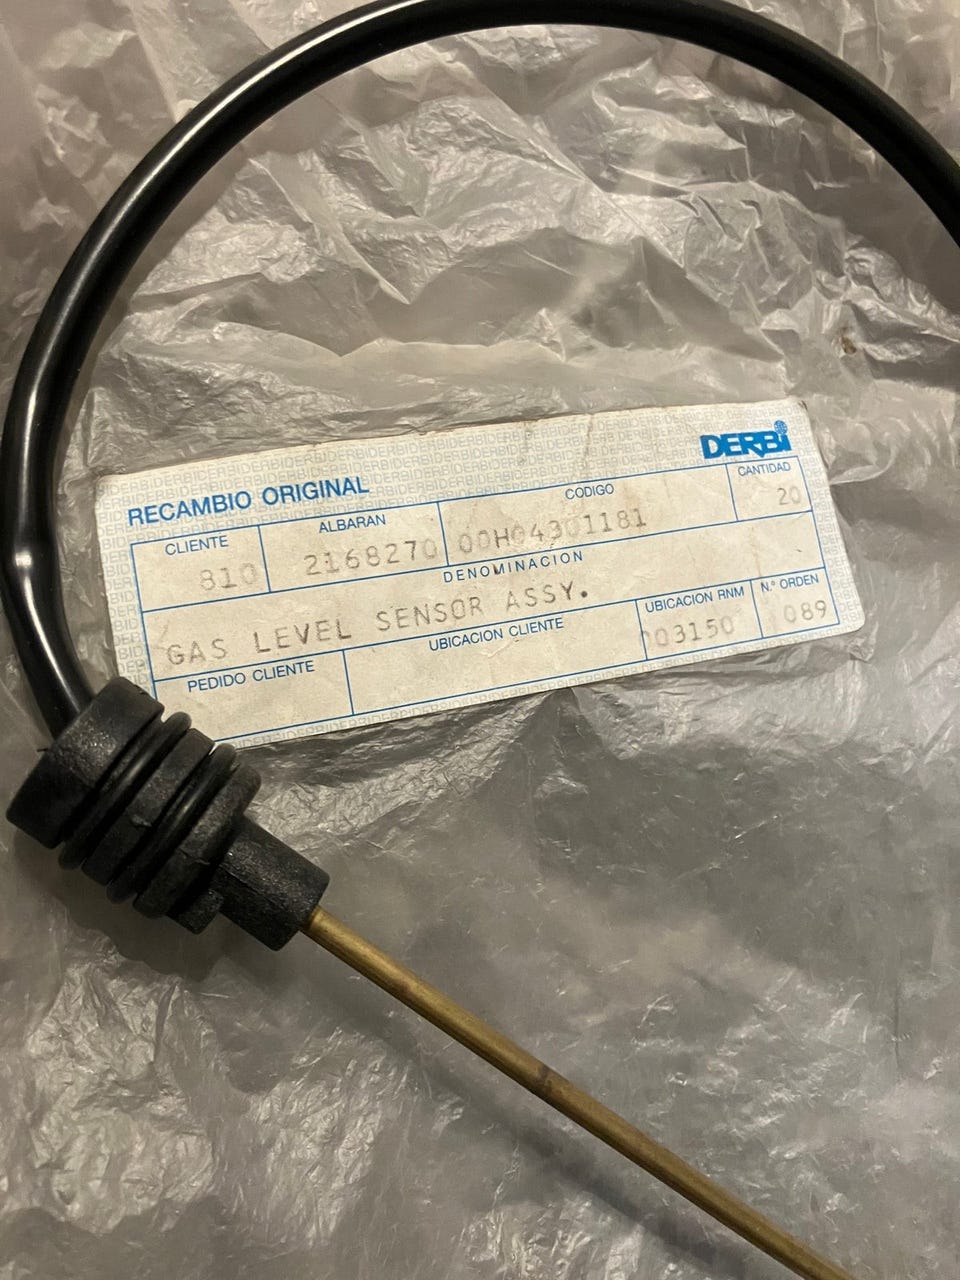 DERBI
RECAMBIO ORIGINAL
CLIENTE ALBARAN CODIGO CANTIDAD
810 2168270 00H04301181 20
DENOMINACION
GAS LEVEL SENSOR ASSY.
PEDIDO CLIENTE UBICACION CLIENTE UBICACION RNM N.º ORDEN
003150 089